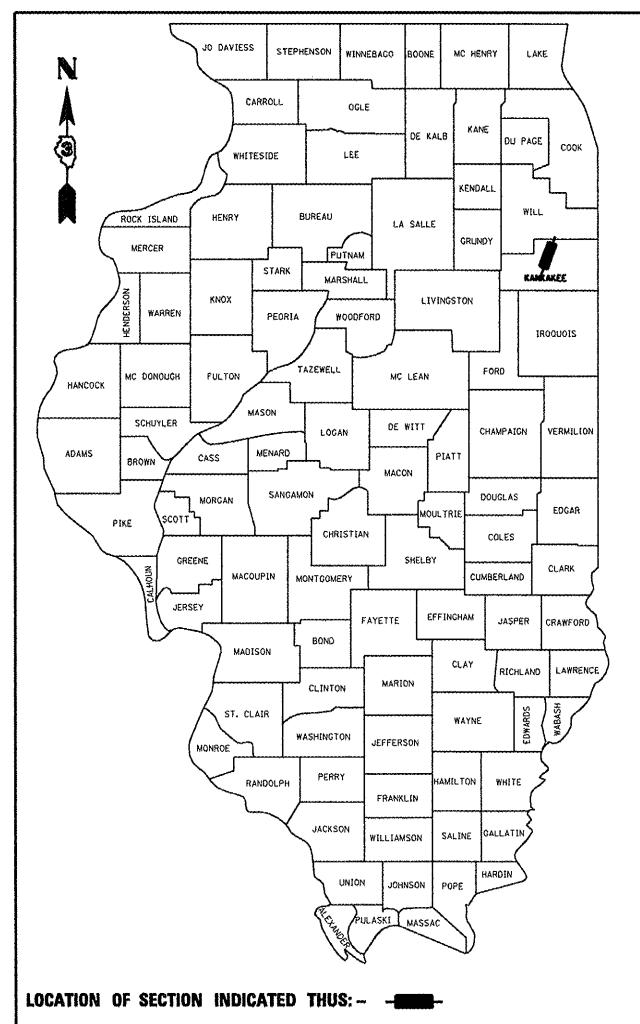 JO DAVIESS STEPHENSON WINNEBAGO BOONE MC HENRY LAKE
N
CARROLL OGLE DE KALB KANE DU PAGE COOK
3
WHITESIDE LEE
KENDALL WILL
ROCK ISLAND HENRY BUREAU LA SALLE GRUNDY
MERCER PUTNAM
STARK MARSHALL KANKAKEE
HENDERSON WARREN KNOX PEORIA WOODFORD LIVINGSTON IROQUOIS
HANCOCK MC DONOUGH FULTON TAZEWELL MC LEAN FORD
MASON
SCHUYLER LOGAN DE WITT CHAMPAIGN VERMILION
ADAMS BROWN CASS MENARD MACON PIATT
MORGAN SANGAMON DOUGLAS EDGAR
PIKE SCOTT CHRISTIAN MOULTRIE COLES
GREENE MACOUPIN MONTGOMERY SHELBY CUMBERLAND CLARK
CALHOUN JERSEY
FAYETTE EFFINGHAM JASPER CRAWFORD
MADISON BOND
CLAY RICHLAND LAWRENCE
CLINTON MARION
ST. CLAIR WAYNE EDWARDS WABASH
MONROE WASHINGTON JEFFERSON
RANDOLPH PERRY HAMILTON WHITE
FRANKLIN
JACKSON WILLIAMSON SALINE GALLATIN
UNION JOHNSON POPE HARDIN
ALEXANDER PULASKI MASSAC
LOCATION OF SECTION INDICATED THUS: -